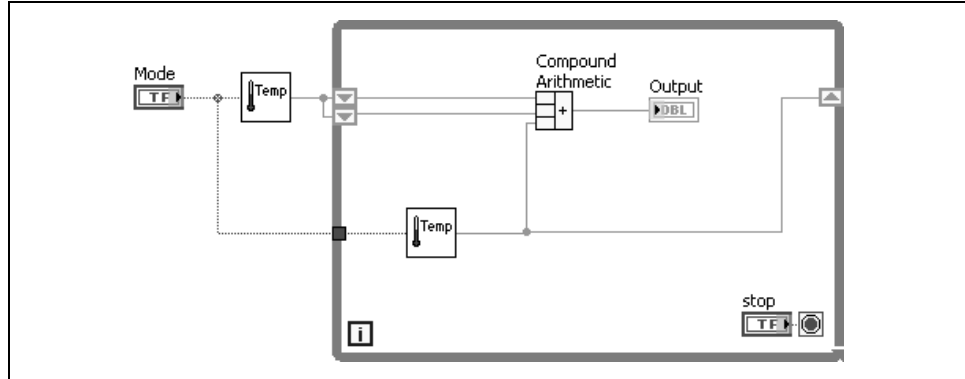 Mode
TF
Temp
Compound
Arithmetic
+
Output
DBL
Temp
stop
TF
i